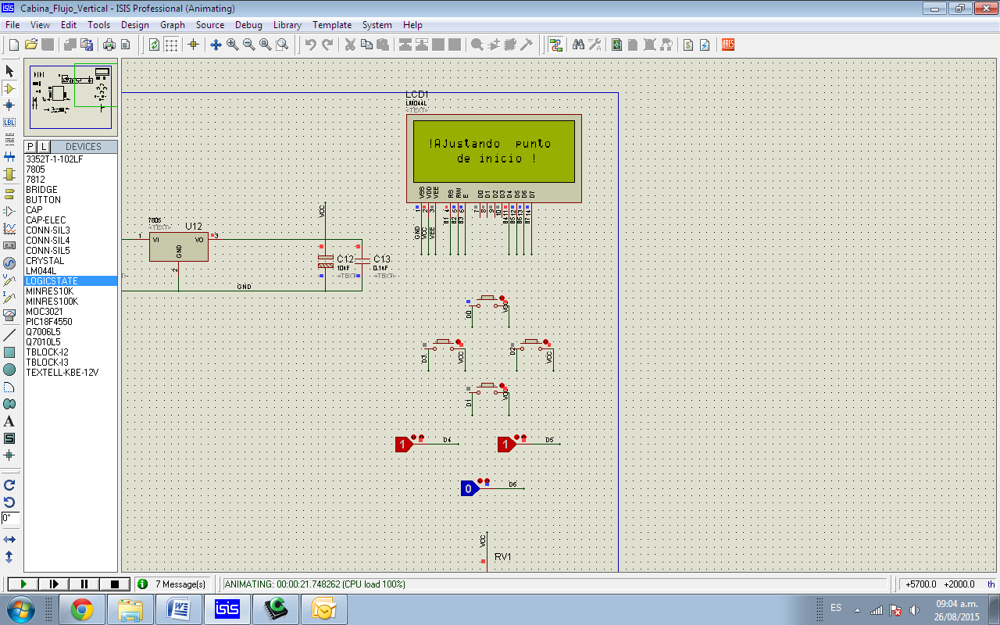 Cabina_Flujo_Vertical - ISIS Professional (Animating)
File View Edit Tools Design Graph Source Debug Library Template System Help
LBL
P L DEVICES
3352T-1-102LF
7805
7812
BRIDGE
BUTTON
CAP
CAP-ELEC
CONN-SIL3
CONN-SIL4
CONN-SIL5
CRYSTAL
LM044L
LOGICSTATE
MINRES10K
MINRES100K
MOC3021
PIC18F4550
Q7006L5
Q7010L5
TBLOCK-I2
TBLOCK-I3
TEXTELL-KBE-12V
A
S
0°
LCD1
LM044L
<TEXT>
!Ajustando punto
de inicio !
VSS VDD VEE RS RW E D0 D1 D2 D3 D4 D5 D6 D7
1 2 3 4 5 6 7 8 9 10 11 12 13 14
B1 B2 B3 B4 B5 B6 B7
GND VCC VEE
7805
<TEXT>
U12
1 VI VO 3
GND
2
VCC
C12
10uF
<TEXT>
C13
0.1uF
<TEXT>
GND
D0 VCC
D3 VCC
D2 VCC
D1 VCC
1 D4
1 D5
0 D6
VCC
RV1
7 Message(s)
ANIMATING: 00:00:21.748262 (CPU load 100%)
+5700.0 +2000.0 th
isis
ES
09:04 a.m.
26/08/2015
ARES